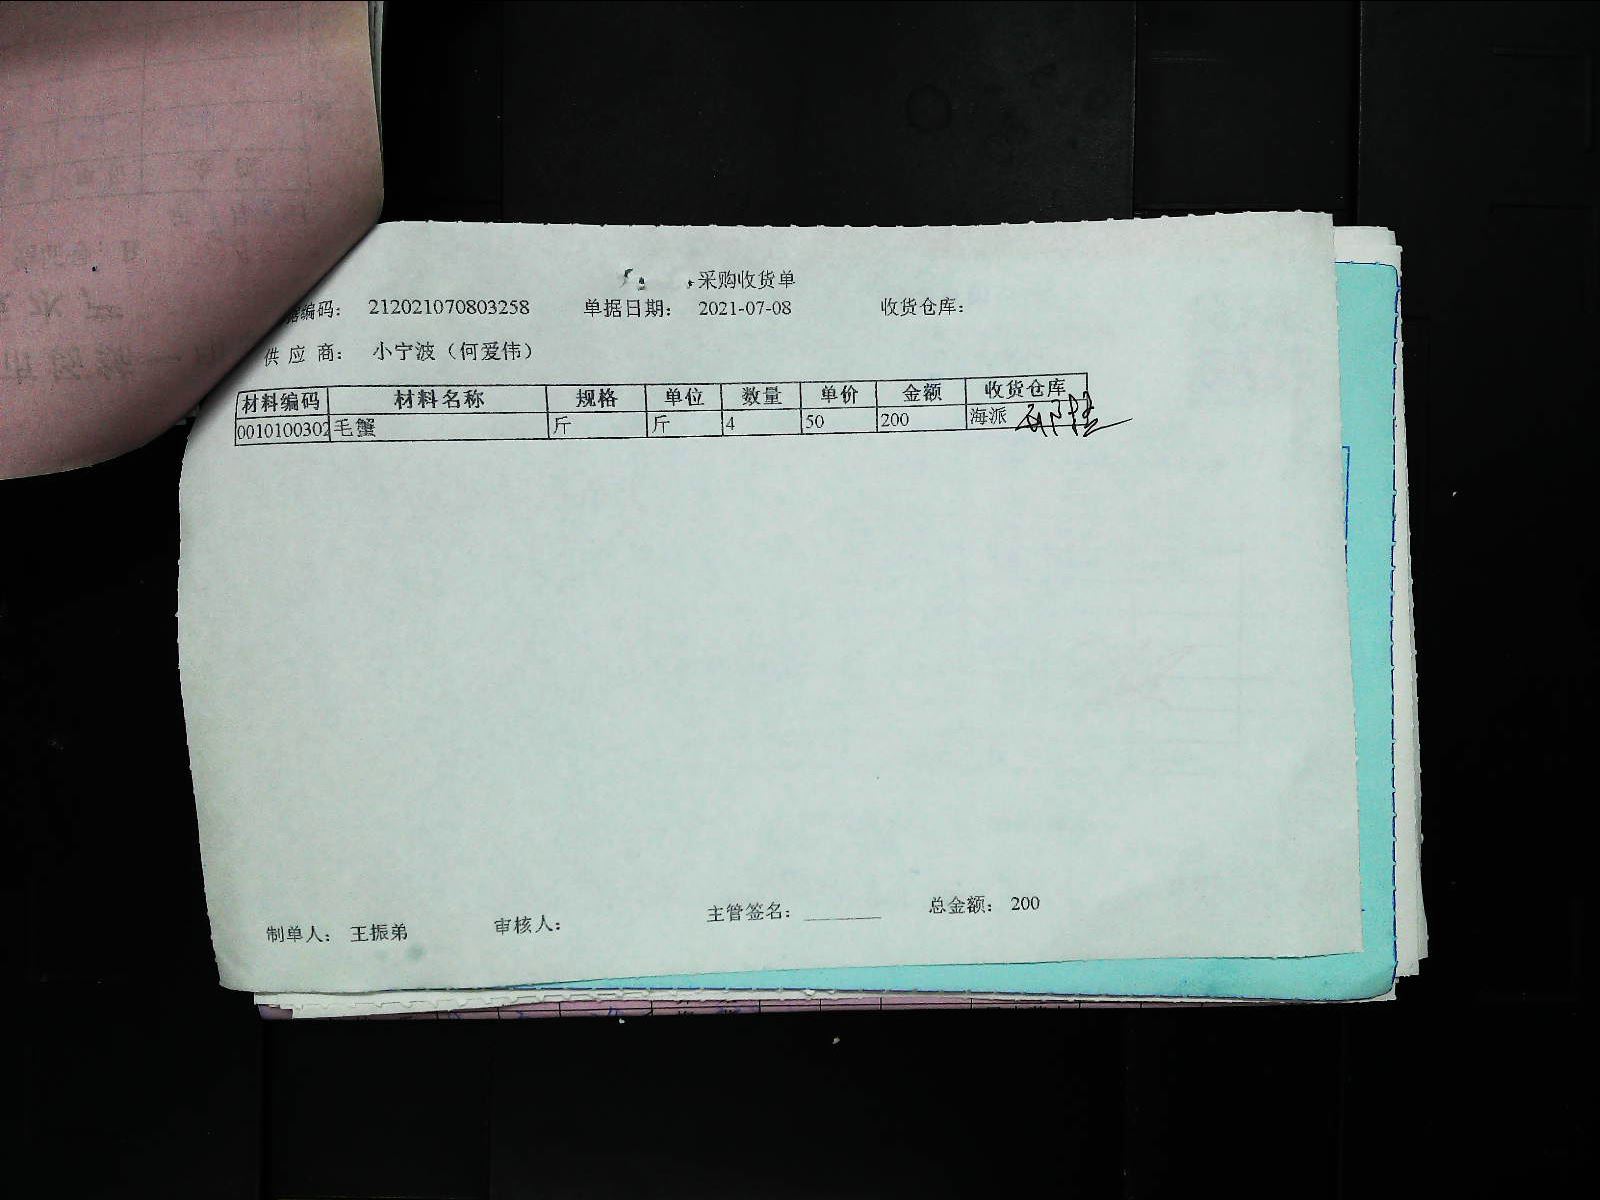 采购收货单
据编码： 212021070803258 单据日期： 2021-07-08 收货仓库：
供 应 商： 小宁波（何爱伟）
材料编码 材料名称 规格 单位 数量 单价 金额 收货仓库
0010100302 毛蟹 斤 斤 4 50 200 海派
制单人： 王振弟 审核人： 主管签名： ________ 总金额： 200